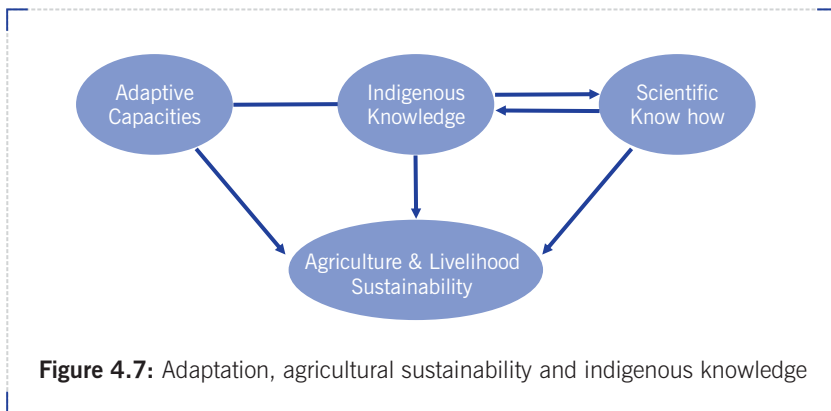 Adaptive
Capacities
Indigenous
Knowledge
Scientific
Know how
Agriculture & Livelihood
Sustainability
Figure 4.7: Adaptation, agricultural sustainability and indigenous knowledge